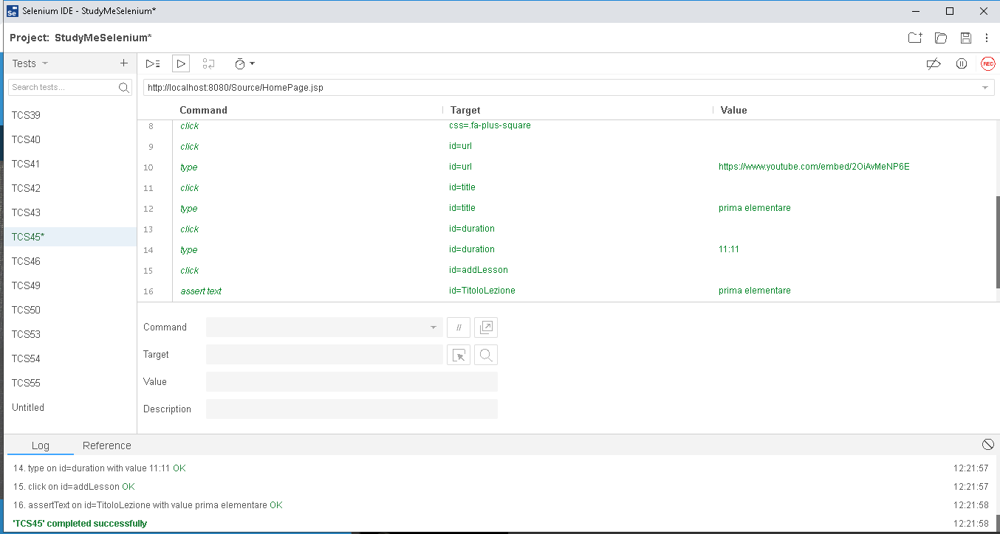 Se Selenium IDE - StudyMeSelenium*
Project: StudyMeSelenium*
Tests
REC
Search tests...
http://localhost:8080/Source/HomePage.jsp
Command Target Value
8 click css=.fa-plus-square
9 click id=url
10 type id=url https://www.youtube.com/embed/2OiAvMeNP6E
11 click id=title
12 type id=title prima elementare
13 click id=duration
14 type id=duration 11:11
15 click id=addLesson
16 assert text id=TitoloLezione prima elementare
TCS39
TCS40
TCS41
TCS42
TCS43
TCS45*
TCS46
TCS49
TCS50
TCS53
TCS54
TCS55
Untitled
Command //
Target
Value
Description
Log Reference
14. type on id=duration with value 11:11 OK 12:21:57
15. click on id=addLesson OK 12:21:57
16. assertText on id=TitoloLezione with value prima elementare OK 12:21:58
'TCS45' completed successfully 12:21:58